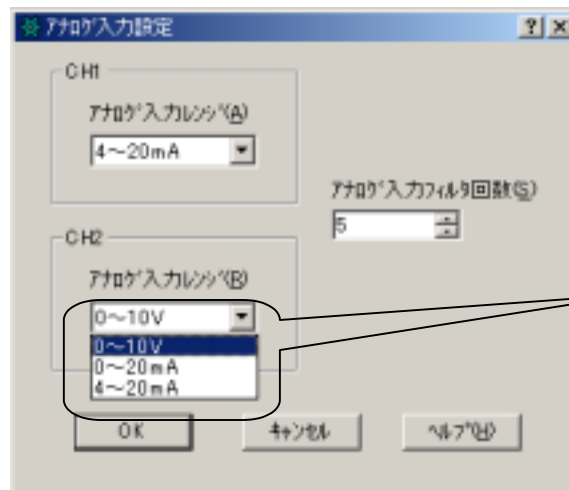 アナログ入力設定
CH1
アナログ入力レンジ(A)
4～20mA
アナログ入力フィルタ回数(S)
5
CH2
アナログ入力レンジ(B)
0～10V
0～10V
0～20mA
4～20mA
OK
キャンセル
ヘルプ(H)